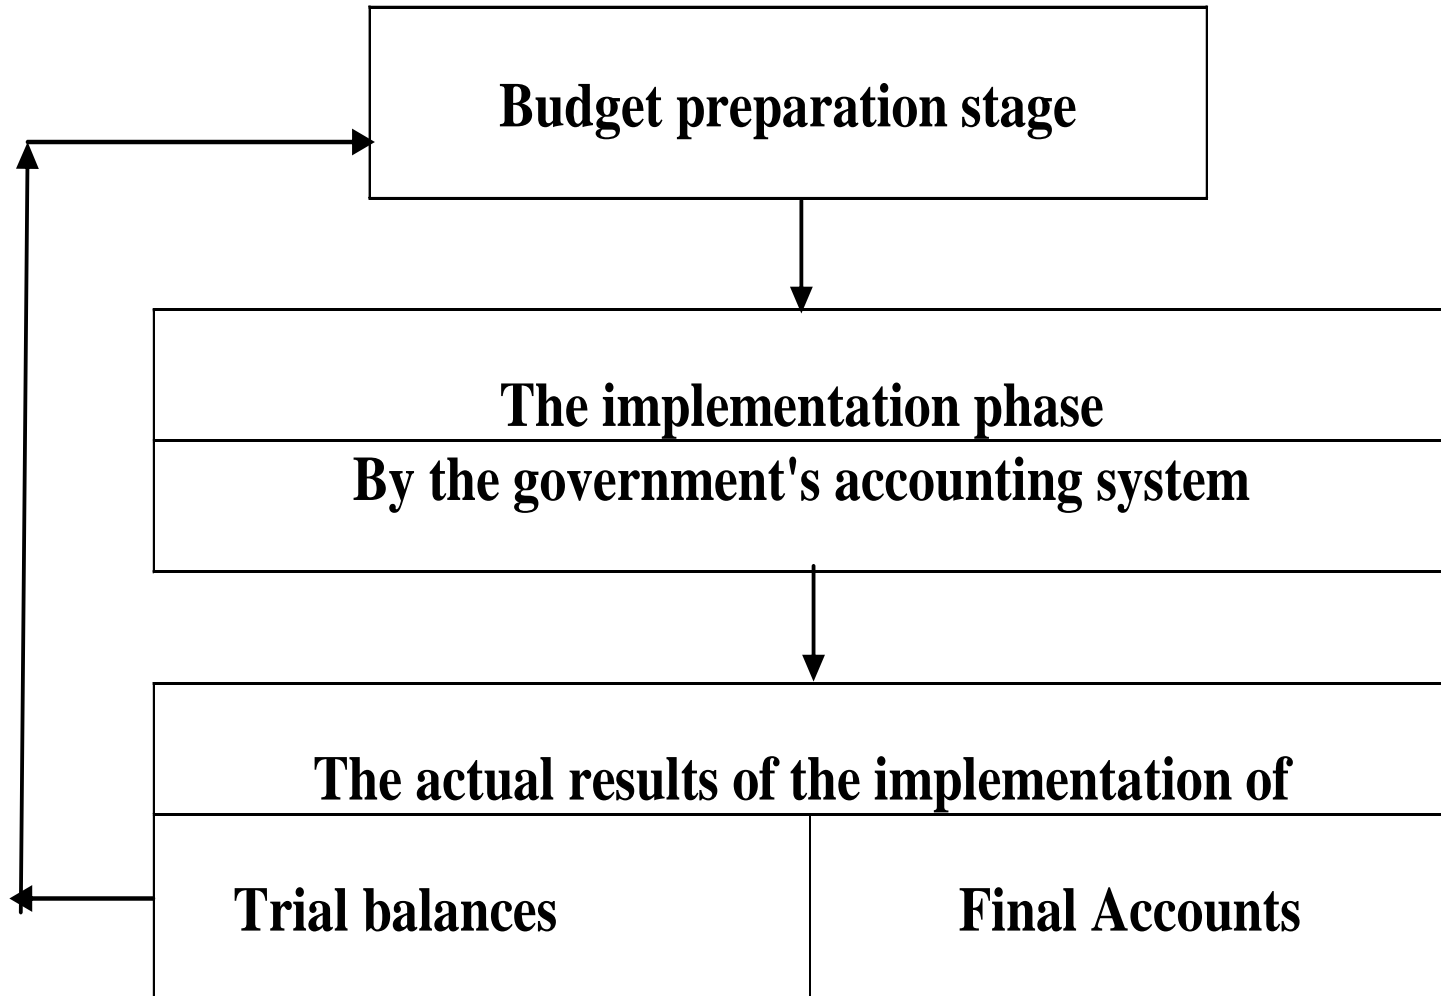 Budget preparation stage
The implementation phase
By the government's accounting system
The actual results of the implementation of
Trial balances
Final Accounts